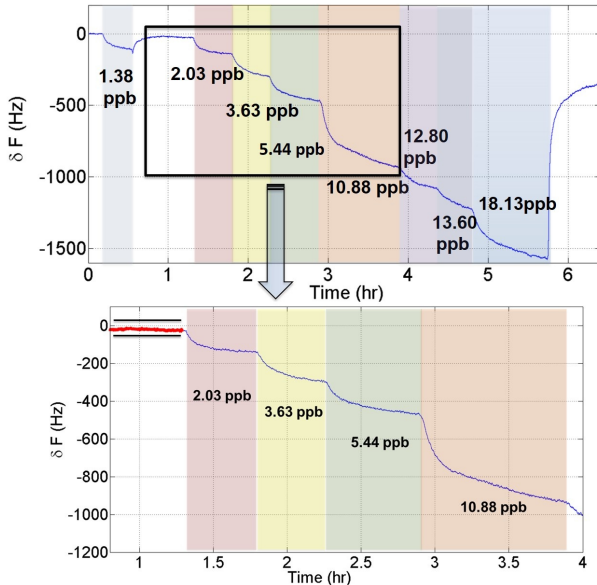 0
-500
-1000
-1500
δ F (Hz)
1.38
ppb
2.03 ppb
3.63 ppb
5.44 ppb
10.88 ppb
12.80
ppb
13.60
ppb
18.13ppb
0 1 2 3 4 5 6
Time (hr)
0
-200
-400
-600
-800
-1000
-1200
δ F (Hz)
2.03 ppb
3.63 ppb
5.44 ppb
10.88 ppb
1 1.5 2 2.5 3 3.5 4
Time (hr)